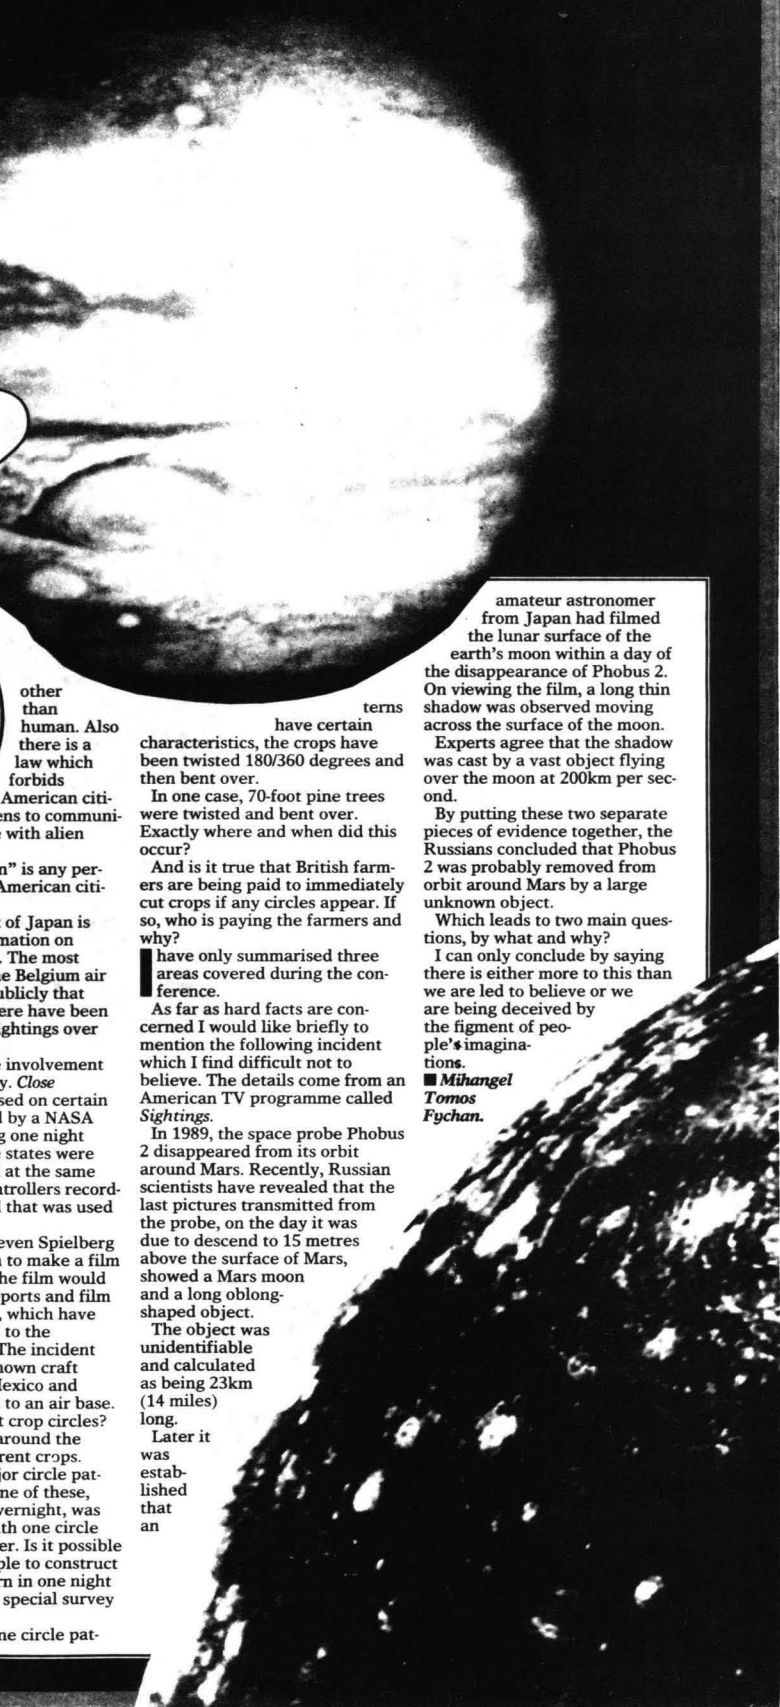 other
than
human. Also
there is a
law which
forbids
American citi-
ens to communi-
with alien
n” is any per-
American citi-
of Japan is
mation on
. The most
e Belgium air
ublicly that
ere have been
ghtings over
involvement
y. Close
sed on certain
d by a NASA
g one night
states were
at the same
ntrollers record-
that was used
even Spielberg
to make a film
he film would
ports and film
, which have
to the
The incident
nown craft
Mexico and
to an air base.
t crop circles?
around the
rent crops.
jor circle pat-
ne of these,
vernight, was
th one circle
er. Is it possible
ple to construct
rn in one night
special survey
ne circle pat-
terns
have certain
characteristics, the crops have
been twisted 180/360 degrees and
then bent over.
In one case, 70-foot pine trees
were twisted and bent over.
Exactly where and when did this
occur?
And is it true that British farm-
ers are being paid to immediately
cut crops if any circles appear. If
so, who is paying the farmers and
why?
I have only summarised three
areas covered during the con-
ference.
As far as hard facts are con-
cerned I would like briefly to
mention the following incident
which I find difficult not to
believe. The details come from an
American TV programme called
Sightings.
In 1989, the space probe Phobus
2 disappeared from its orbit
around Mars. Recently, Russian
scientists have revealed that the
last pictures transmitted from
the probe, on the day it was
due to descend to 15 metres
above the surface of Mars,
showed a Mars moon
and a long oblong-
shaped object.
The object was
unidentifiable
and calculated
as being 23km
(14 miles)
long.
Later it
was
estab-
lished
that
an
amateur astronomer
from Japan had filmed
the lunar surface of the
earth's moon within a day of
the disappearance of Phobus 2.
On viewing the film, a long thin
shadow was observed moving
across the surface of the moon.
Experts agree that the shadow
was cast by a vast object flying
over the moon at 200km per sec-
ond.
By putting these two separate
pieces of evidence together, the
Russians concluded that Phobus
2 was probably removed from
orbit around Mars by a large
unknown object.
Which leads to two main ques-
tions, by what and why?
I can only conclude by saying
there is either more to this than
we are led to believe or we
are being deceived by
the figment of peo-
ple's imagina-
tions.
■ Mihangel
Tomos
Fychan.